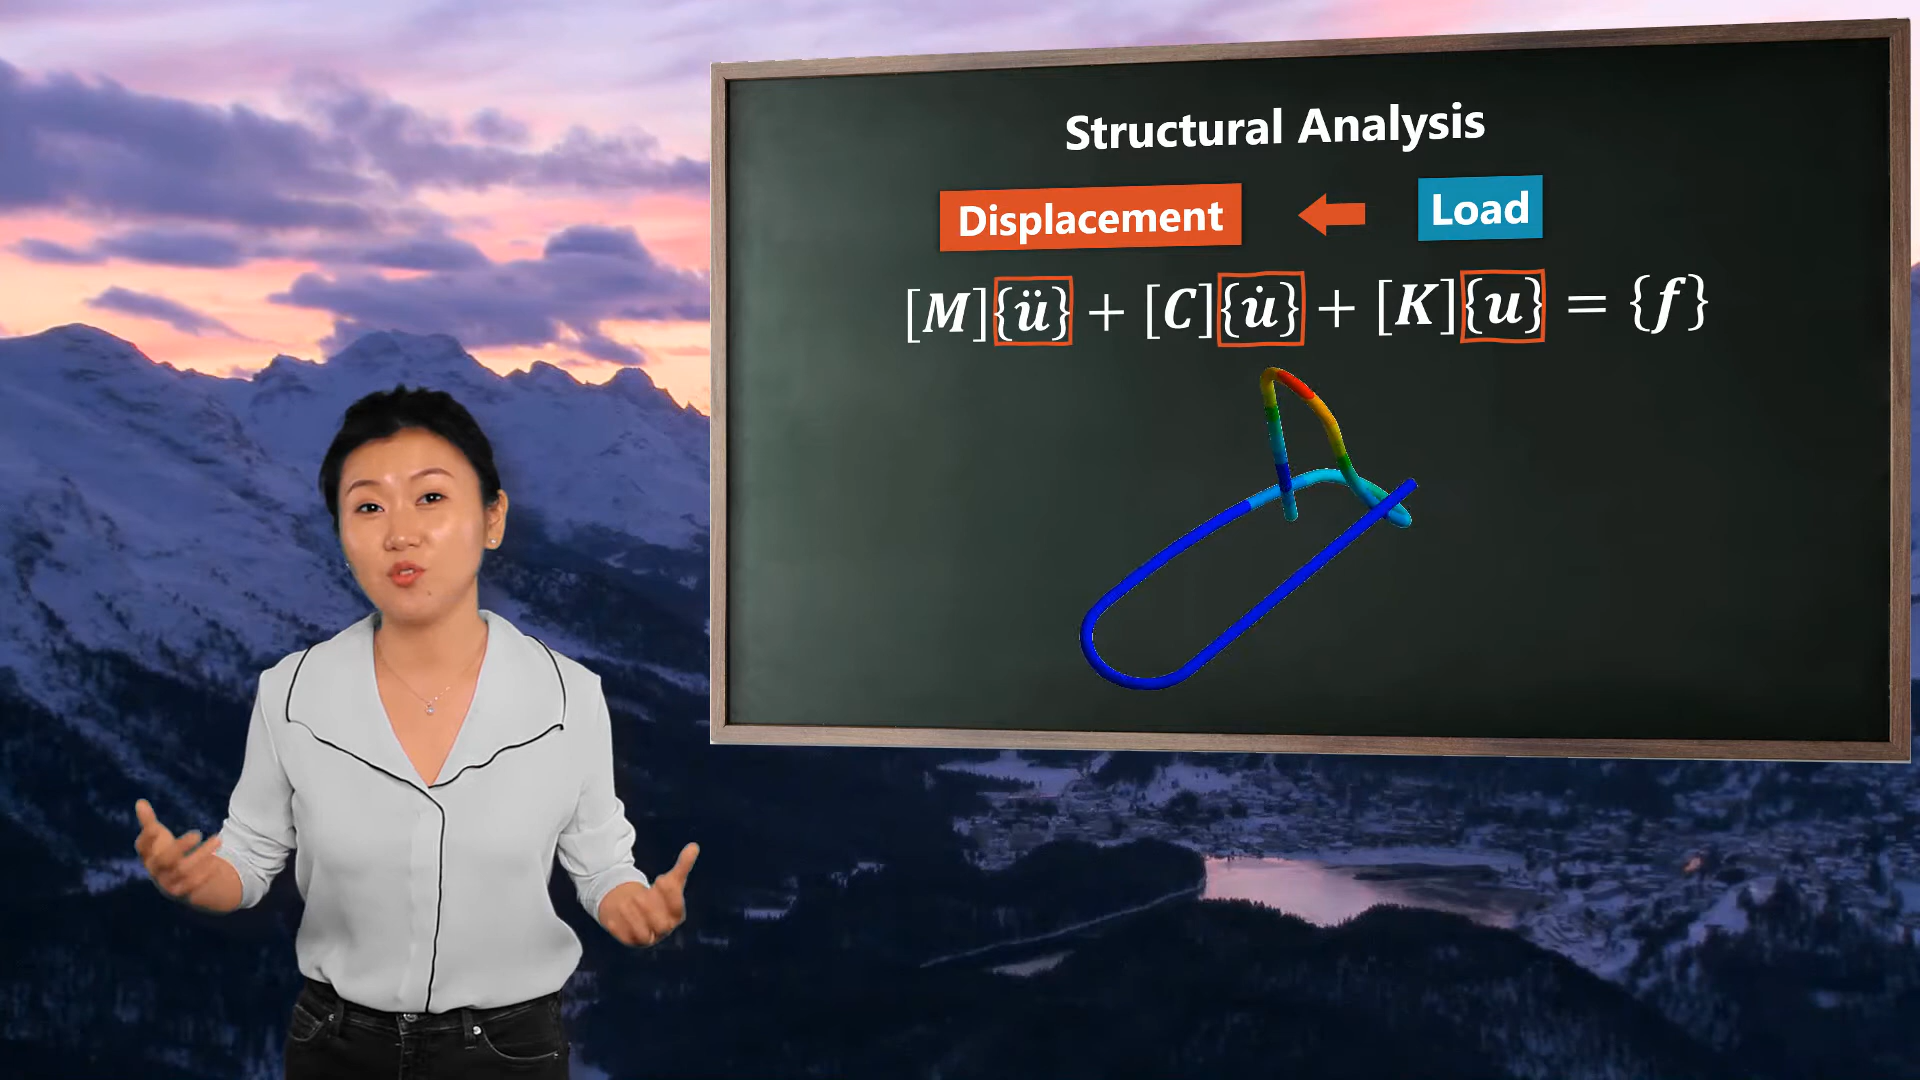 Structural Analysis
Displacement Load
[M]{ü} + [C]{u̇} + [K]{u} = {f}